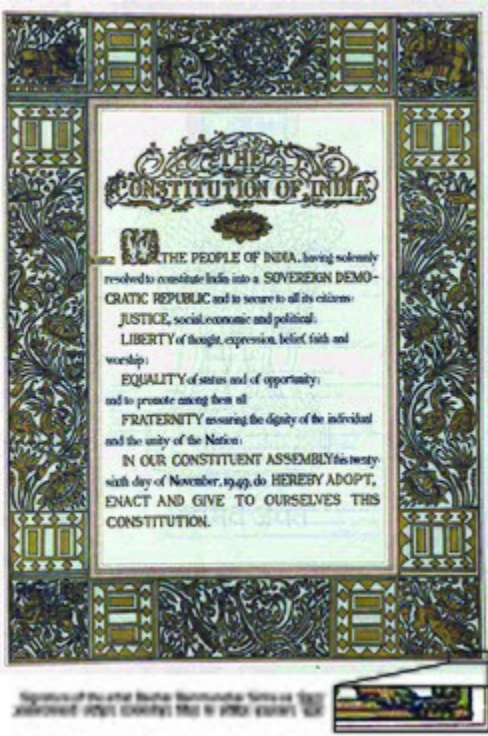 THE
CONSTITUTION OF INDIA
WE, THE PEOPLE OF INDIA, having solemnly
resolved to constitute India into a SOVEREIGN DEMO-
CRATIC REPUBLIC and to secure to all its citizens:
JUSTICE, social, economic and political;
LIBERTY of thought, expression, belief, faith and
worship;
EQUALITY of status and of opportunity;
and to promote among them all
FRATERNITY assuring the dignity of the individual
and the unity of the Nation;
IN OUR CONSTITUENT ASSEMBLY this twenty-
sixth day of November, 1949, do HEREBY ADOPT,
ENACT AND GIVE TO OURSELVES THIS
CONSTITUTION.